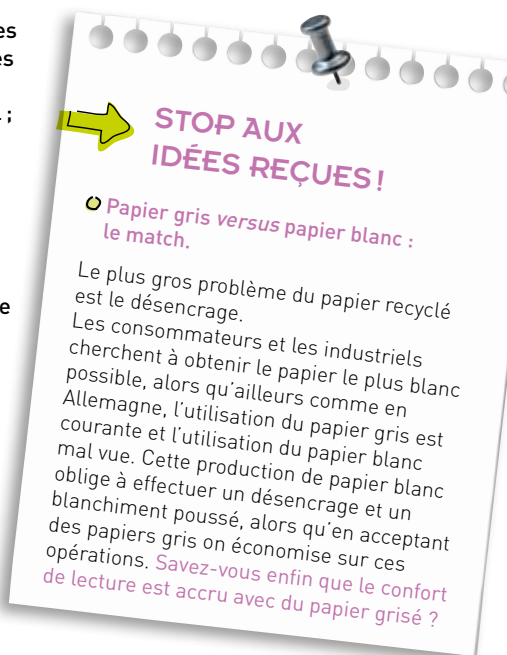 es
es
;
e
STOP AUX
IDÉES REÇUES !
Papier gris versus papier blanc :
le match.
Le plus gros problème du papier recyclé
est le désencrage.
Les consommateurs et les industriels
cherchent à obtenir le papier le plus blanc
possible, alors qu’ailleurs comme en
Allemagne, l’utilisation du papier gris est
courante et l’utilisation du papier blanc
mal vue. Cette production de papier blanc
oblige à effectuer un désencrage et un
blanchiment poussé, alors qu’en acceptant
des papiers gris on économise sur ces
opérations. Savez-vous enfin que le confort
de lecture est accru avec du papier grisé ?